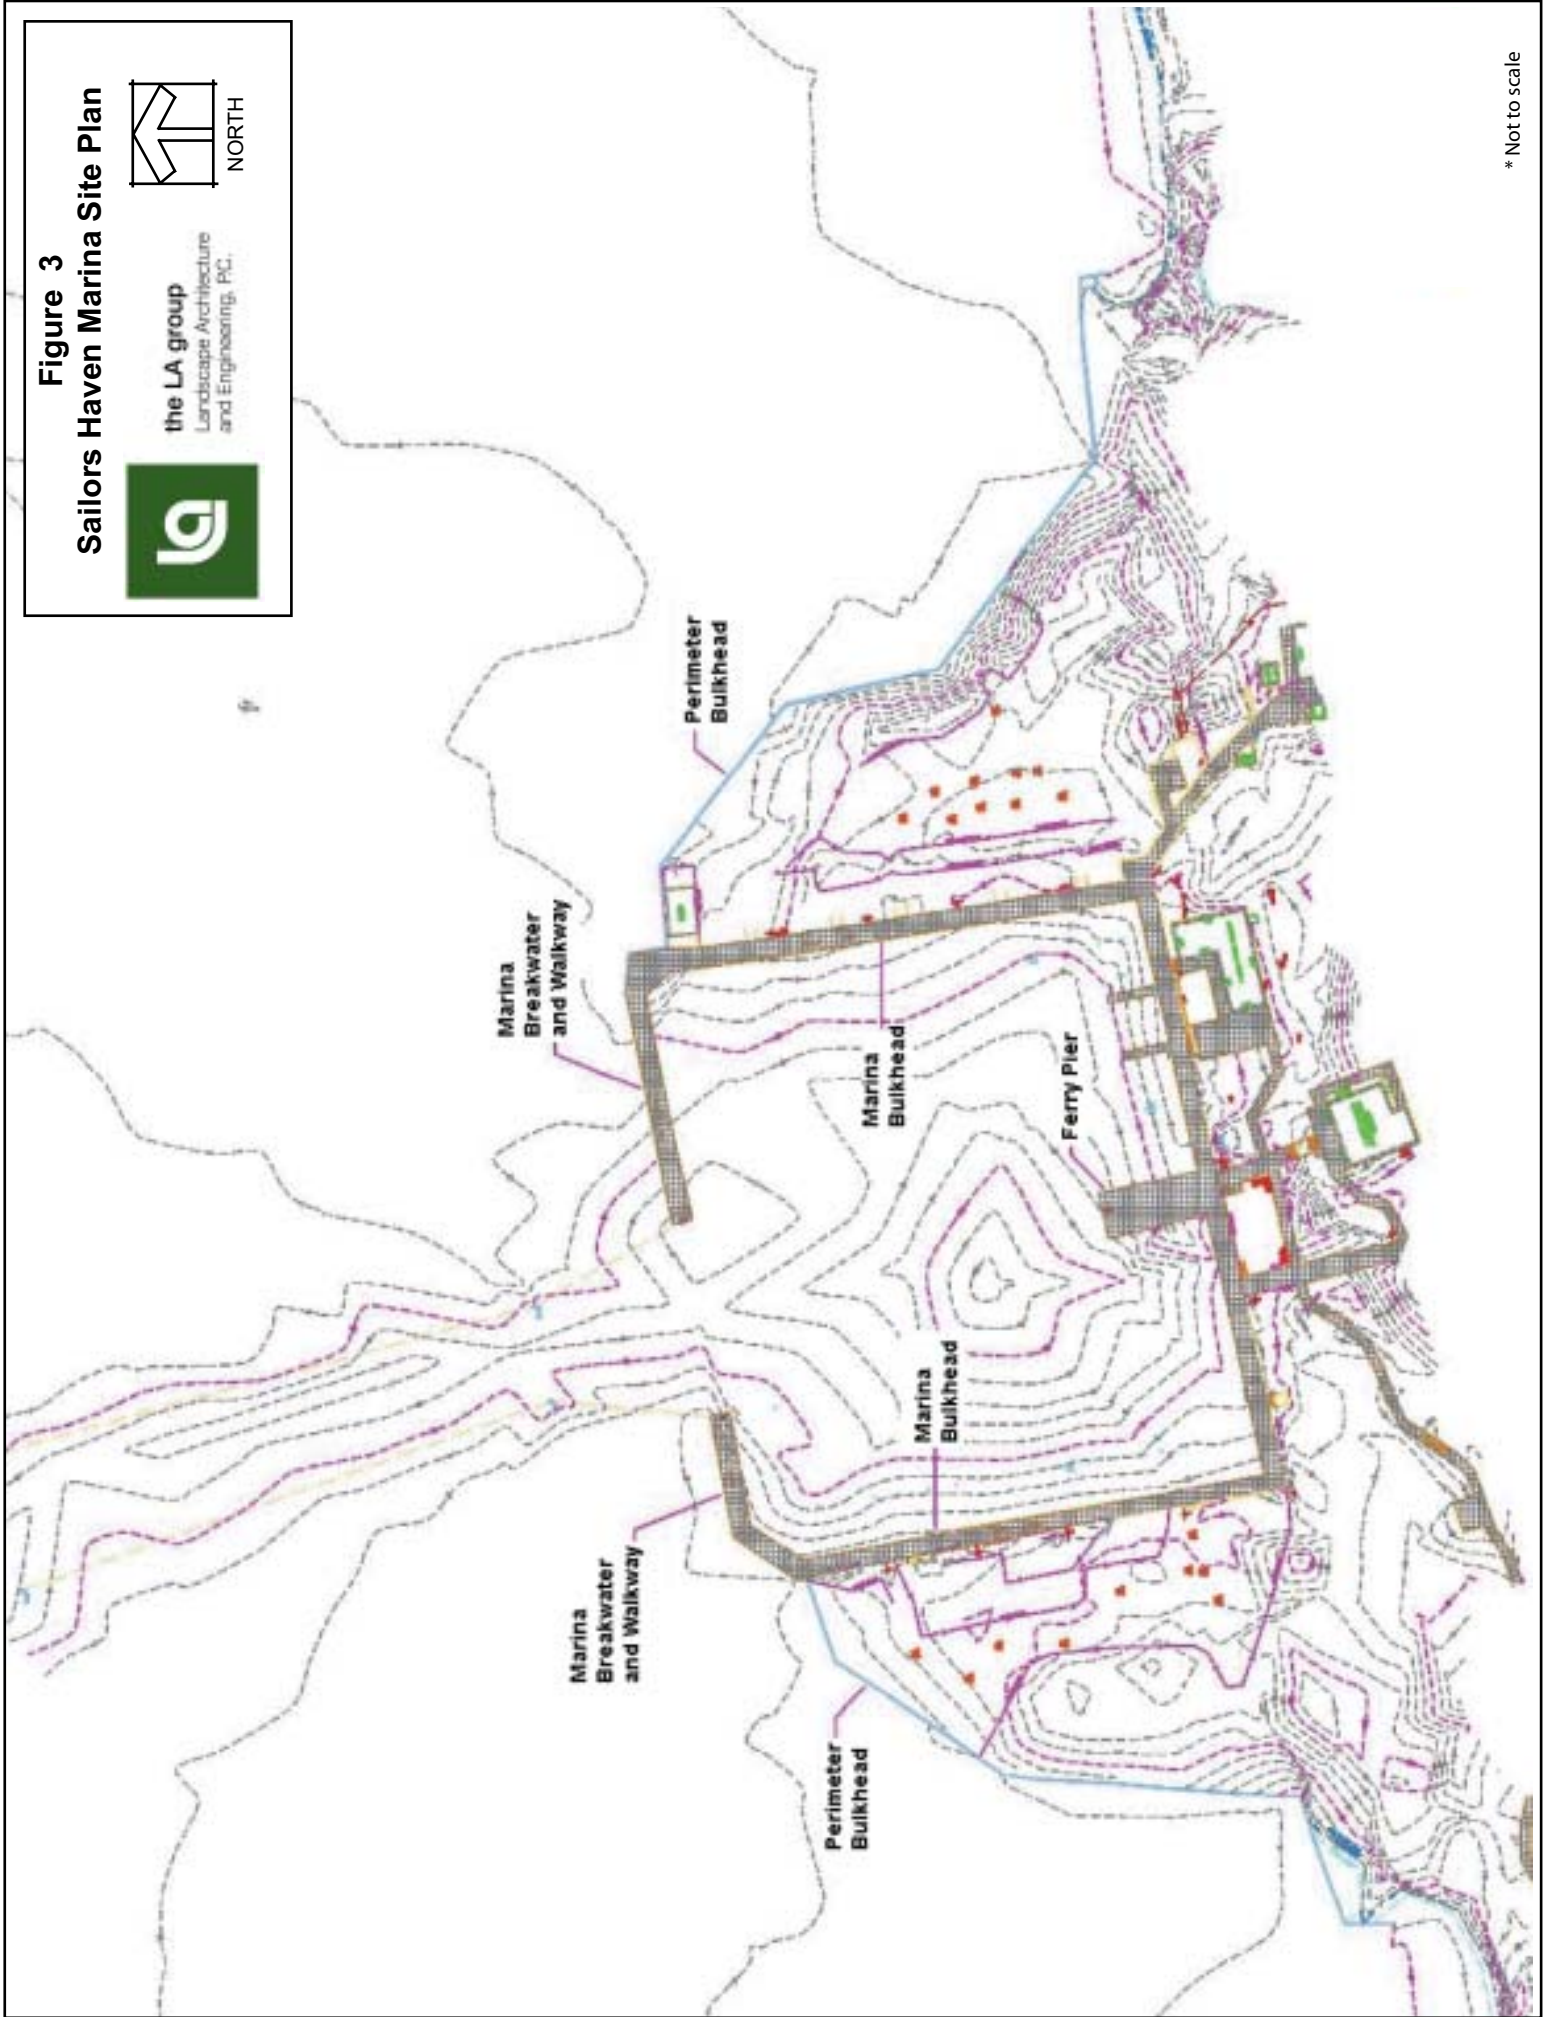 Figure 3
Sailors Haven Marina Site Plan
the LA group
Landscape Architecture
and Engineering, P.C.
NORTH
Perimeter
Bulkhead
Marina
Breakwater
and Walkway
Marina
Bulkhead
Ferry Pier
Marina
Bulkhead
Marina
Breakwater
and Walkway
Perimeter
Bulkhead
* Not to scale